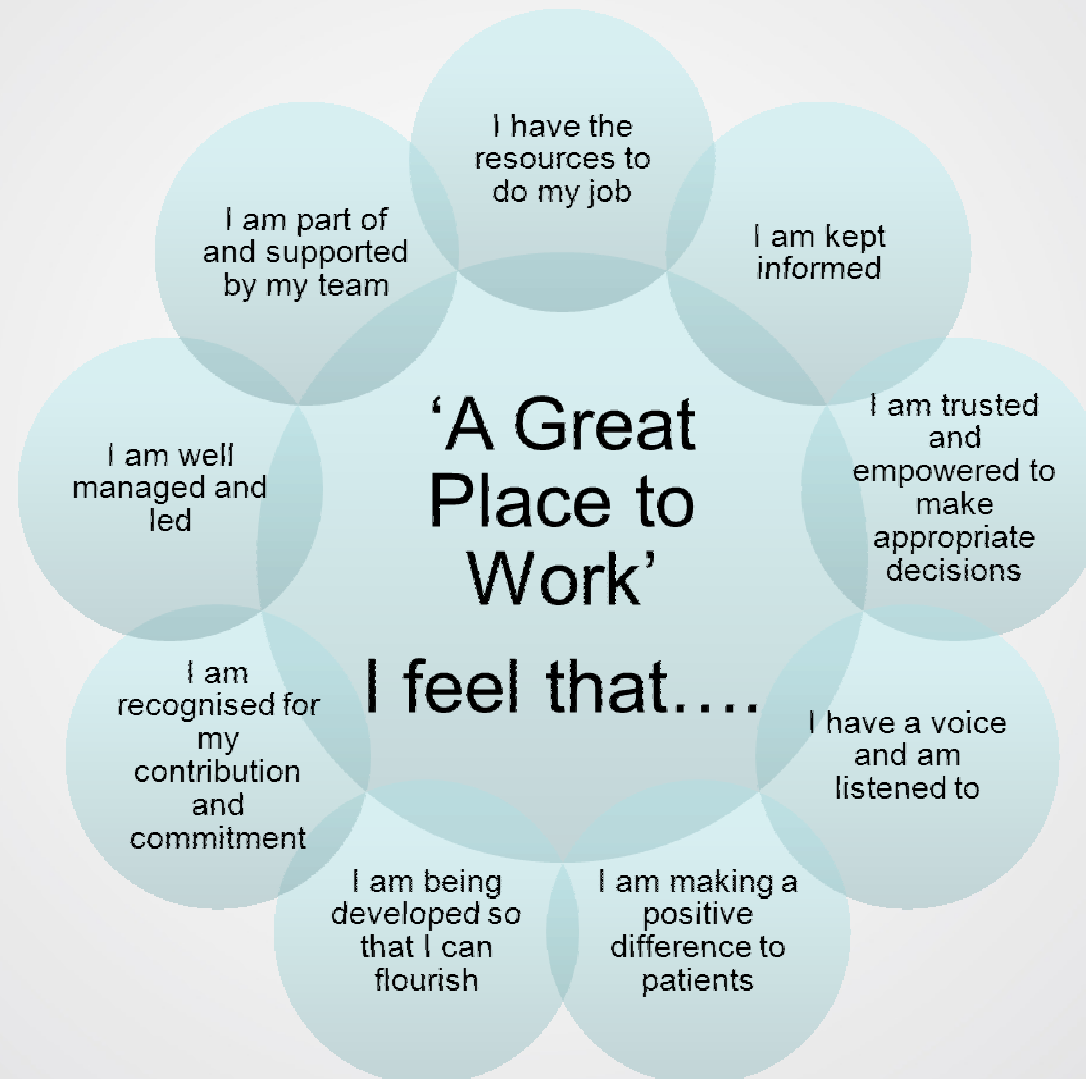 I have the
resources to
do my job
I am kept
informed
I am trusted
and
empowered to
make
appropriate
decisions
I have a voice
and am
listened to
I am making a
positive
difference to
patients
I am being
developed so
that I can
flourish
I am
recognised for
my
contribution
and
commitment
I am well
managed and
led
I am part of
and supported
by my team
‘A Great
Place to
Work’
I feel that….